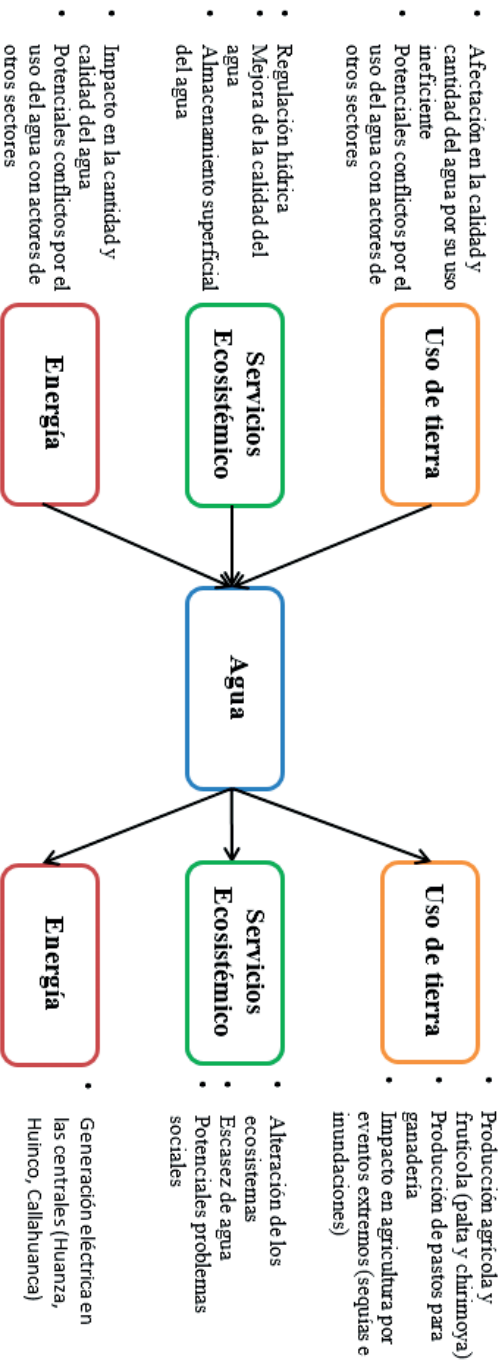 • Afectación en la calidad y
cantidad del agua por su uso
ineficiente
• Potenciales conflictos por el
uso del agua con actores de
otros sectores
Uso de tierra
• Regulación hídrica
• Mejora de la calidad del
agua
• Almacenamiento superficial
del agua
Servicios
Ecosistémico
• Impacto en la cantidad y
calidad del agua
• Potenciales conflictos por el
uso del agua con actores de
otros sectores
Energía
Agua
Uso de tierra
• Producción agrícola y
frutícola (palta y chirimoya)
• Producción de pastos para
ganadería
• Impacto en agricultura por
eventos extremos (sequías e
inundaciones)
Servicios
Ecosistémico
• Alteración de los
ecosistemas
• Escasez de agua
• Potenciales problemas
sociales
Energía
• Generación eléctrica en
las centrales (Huanza,
Huinco, Callahuanca)